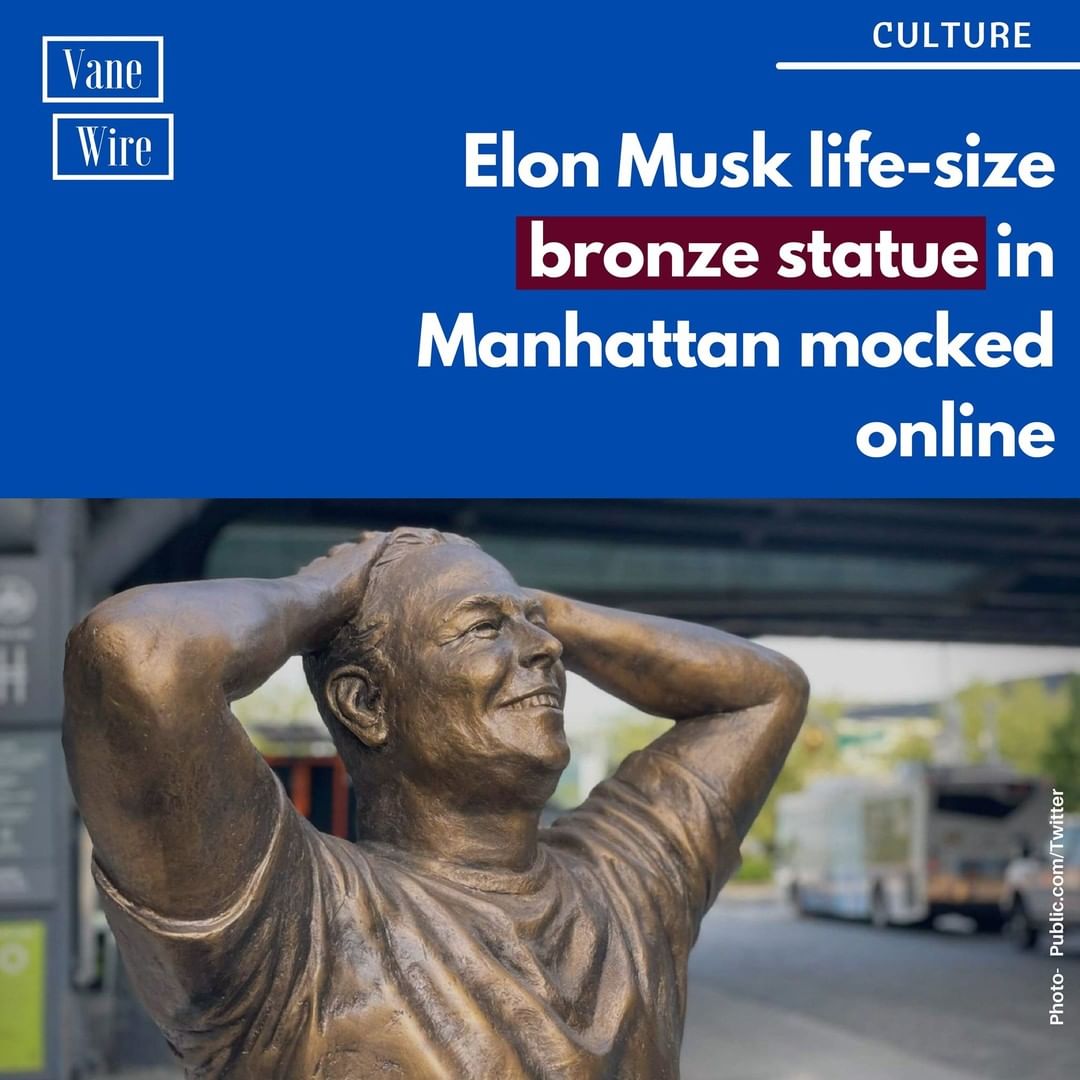 Vane
Wire
CULTURE
Elon Musk life-size
bronze statue in
Manhattan mocked
online
H
Photo- Public.com/Twitter